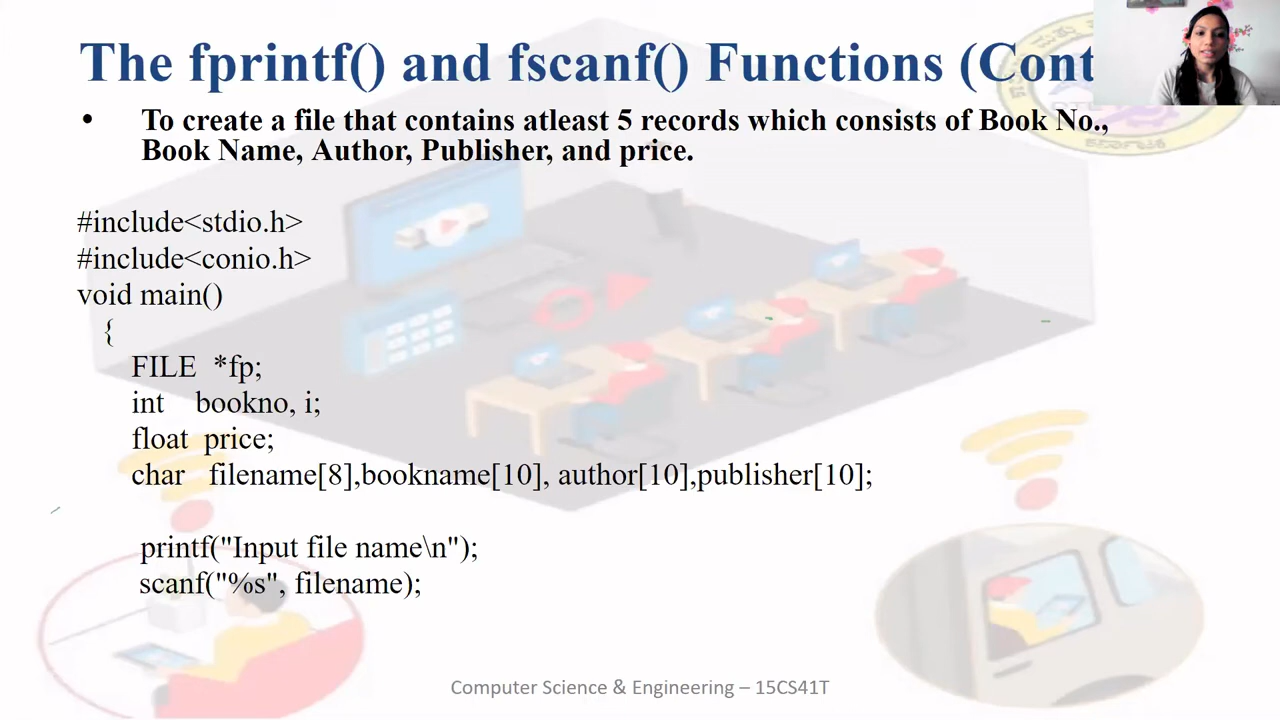 The fprintf() and fscanf() Functions (Cont
• To create a file that contains atleast 5 records which consists of Book No.,
Book Name, Author, Publisher, and price.
#include<stdio.h>
#include<conio.h>
void main()
{
FILE *fp;
int bookno, i;
float price;
char filename[8],bookname[10], author[10],publisher[10];
printf("Input file name\n");
scanf("%s", filename);
Computer Science & Engineering – 15CS41T